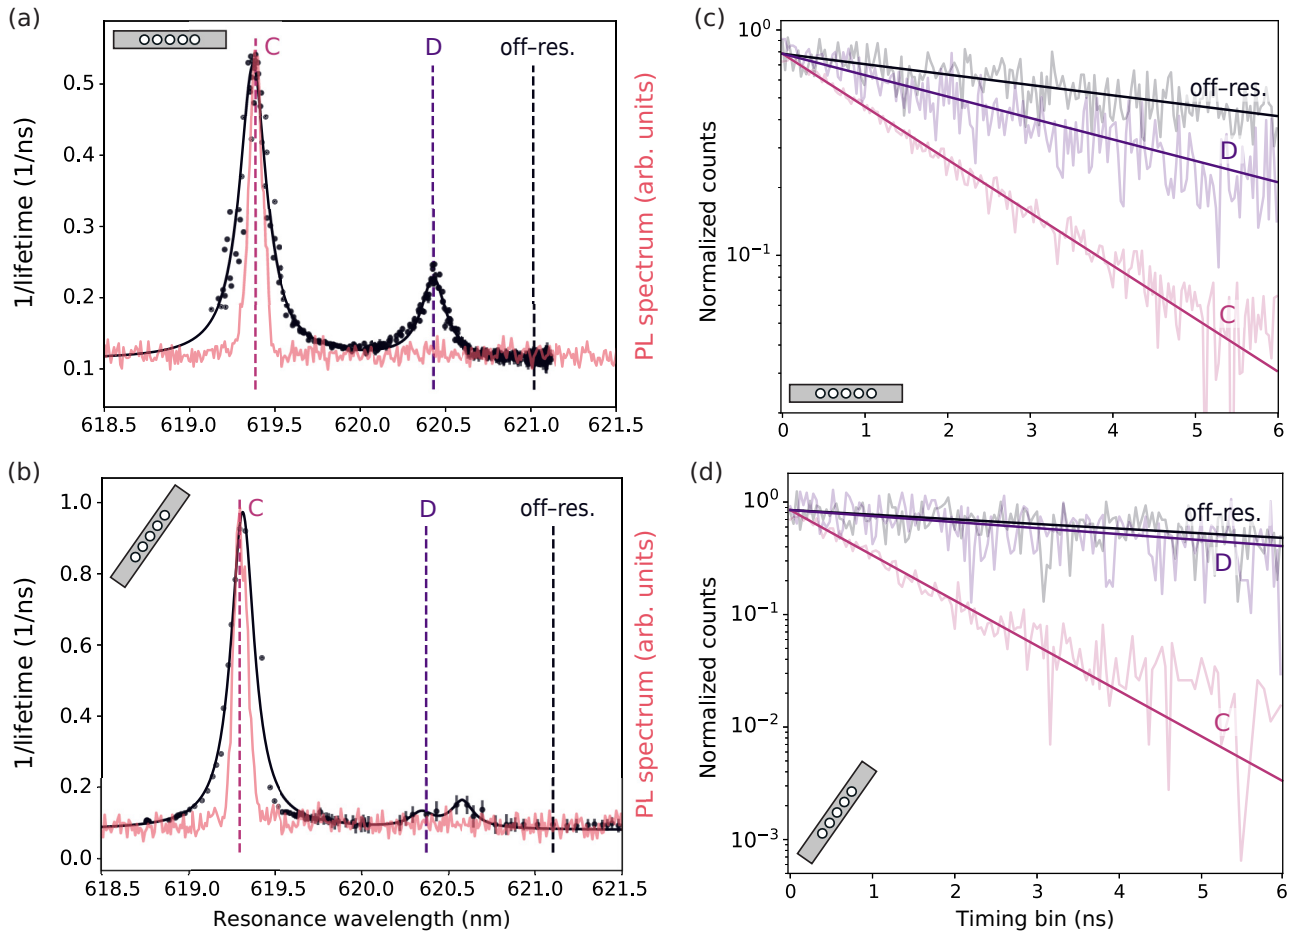 (a)
C
D
off–res.
0.5
0.4
0.3
0.2
0.1
1/lifetime (1/ns)
PL spectrum (arb. units)
618.5 619.0 619.5 620.0 620.5 621.0 621.5
(b)
C
D
off–res.
1.0
0.8
0.6
0.4
0.2
0.0
1/lifetime (1/ns)
PL spectrum (arb. units)
618.5 619.0 619.5 620.0 620.5 621.0 621.5
Resonance wavelength (nm)
(c)
10⁰
10⁻¹
Normalized counts
off–res.
D
C
0 1 2 3 4 5 6
(d)
10⁰
10⁻¹
10⁻²
10⁻³
Normalized counts
off–res.
D
C
0 1 2 3 4 5 6
Timing bin (ns)